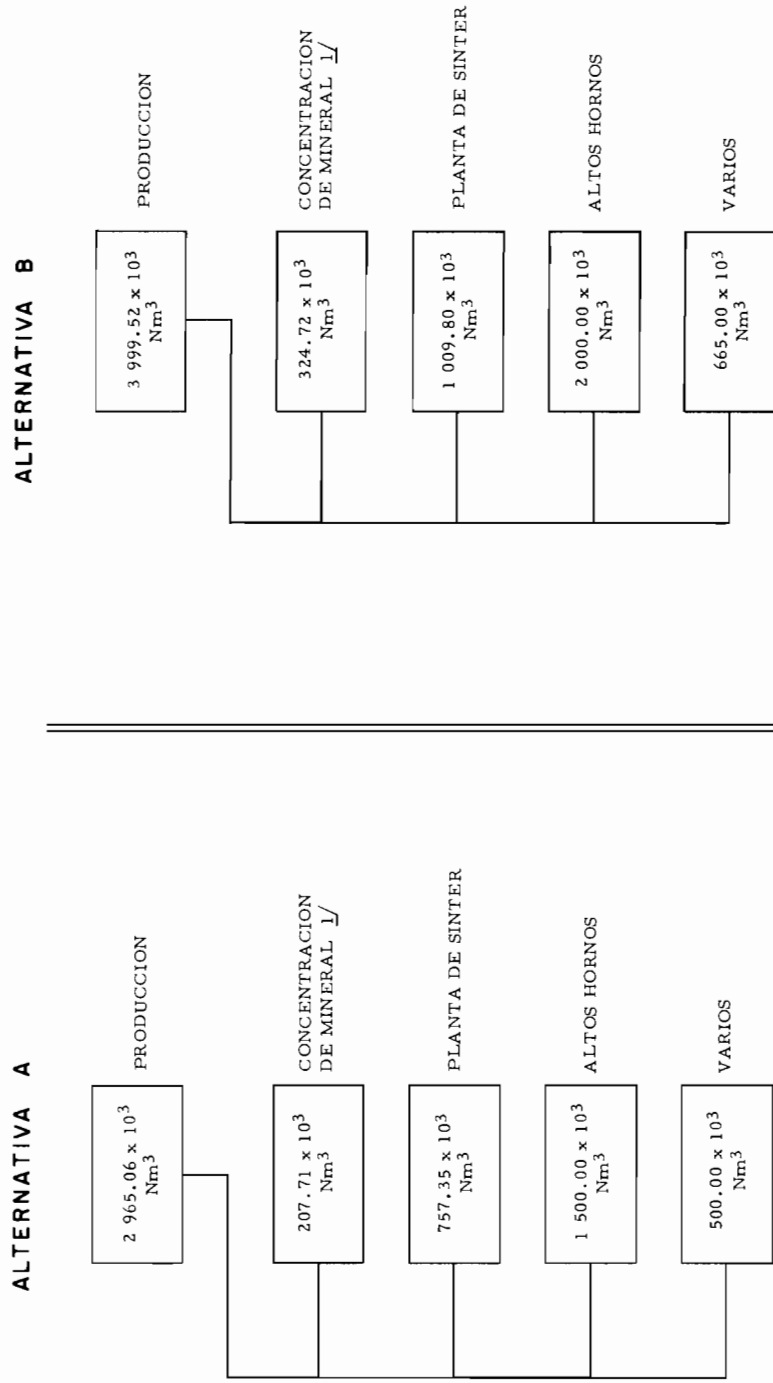 ALTERNATIVA A
2 965.06 x 10³
Nm³
PRODUCCION
207.71 x 10³
Nm³
CONCENTRACION
DE MINERAL 1/
757.35 x 10³
Nm³
PLANTA DE SINTER
1 500.00 x 10³
Nm³
ALTOS HORNOS
500.00 x 10³
Nm³
VARIOS
ALTERNATIVA B
3 999.52 x 10³
Nm³
PRODUCCION
324.72 x 10³
Nm³
CONCENTRACION
DE MINERAL 1/
1 009.80 x 10³
Nm³
PLANTA DE SINTER
2 000.00 x 10³
Nm³
ALTOS HORNOS
665.00 x 10³
Nm³
VARIOS